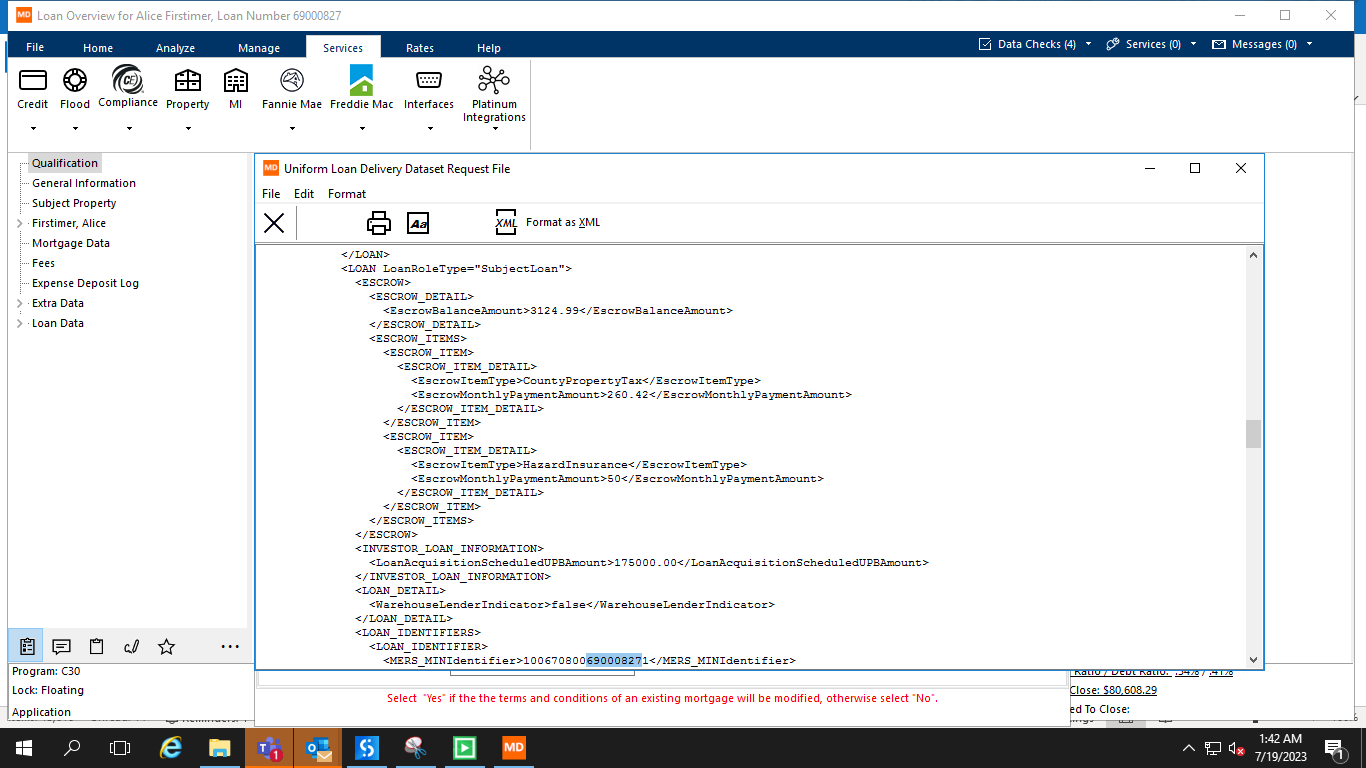 MD Loan Overview for Alice Firstimer, Loan Number 69000827
File Home Analyze Manage Services Rates Help Data Checks (4) Services (0) Messages (0)
Credit Flood Compliance Property MI Fannie Mae Freddie Mac Interfaces Platinum
Integrations
Qualification
General Information
Subject Property
Firstimer, Alice
Mortgage Data
Fees
Expense Deposit Log
Extra Data
Loan Data
MD Uniform Loan Delivery Dataset Request File
File Edit Format
Aa XML Format as XML
</LOAN>
<LOAN LoanRoleType="SubjectLoan">
<ESCROW>
<ESCROW_DETAIL>
<EscrowBalanceAmount>3124.99</EscrowBalanceAmount>
</ESCROW_DETAIL>
<ESCROW_ITEMS>
<ESCROW_ITEM>
<ESCROW_ITEM_DETAIL>
<EscrowItemType>CountyPropertyTax</EscrowItemType>
<EscrowMonthlyPaymentAmount>260.42</EscrowMonthlyPaymentAmount>
</ESCROW_ITEM_DETAIL>
</ESCROW_ITEM>
<ESCROW_ITEM>
<ESCROW_ITEM_DETAIL>
<EscrowItemType>HazardInsurance</EscrowItemType>
<EscrowMonthlyPaymentAmount>50</EscrowMonthlyPaymentAmount>
</ESCROW_ITEM_DETAIL>
</ESCROW_ITEM>
</ESCROW_ITEMS>
</ESCROW>
<INVESTOR_LOAN_INFORMATION>
<LoanAcquisitionScheduledUPBAmount>175000.00</LoanAcquisitionScheduledUPBAmount>
</INVESTOR_LOAN_INFORMATION>
<LOAN_DETAIL>
<WarehouseLenderIndicator>false</WarehouseLenderIndicator>
</LOAN_DETAIL>
<LOAN_IDENTIFIERS>
<LOAN_IDENTIFIER>
<MERS_MINIdentifier>100670800690008271</MERS_MINIdentifier>
Program: C30
Lock: Floating
Application
Select "Yes" if the the terms and conditions of an existing mortgage will be modified, otherwise select "No".
Ratio / Debt Ratio: .34% / .41%
Close: $80,608.29
ed To Close:
1:42 AM
7/19/2023
1
1
MD